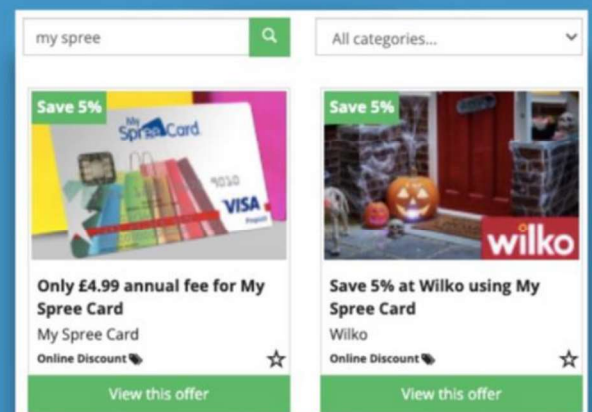 my spree
All categories...
Save 5%
My
Spree Card
9010
VISA
Prepaid
Only £4.99 annual fee for My
Spree Card
My Spree Card
Online Discount
View this offer
Save 5%
wilko
Save 5% at Wilko using My
Spree Card
Wilko
Online Discount
View this offer